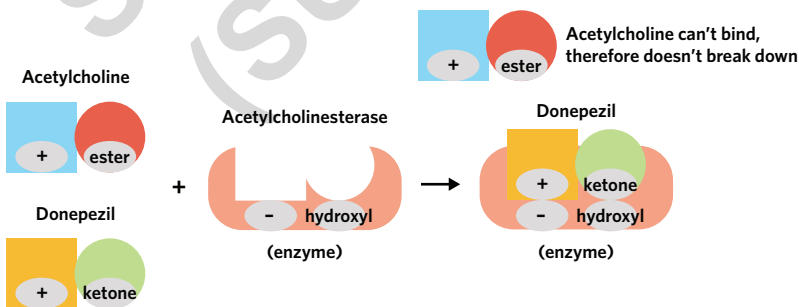 Acetylcholine can't bind,
therefore doesn't break down
+ ester
Acetylcholine
+ ester
Acetylcholinesterase
Donepezil
+
- hydroxyl
+ ketone
- hydroxyl
Donepezil
(enzyme)
(enzyme)
+ ketone